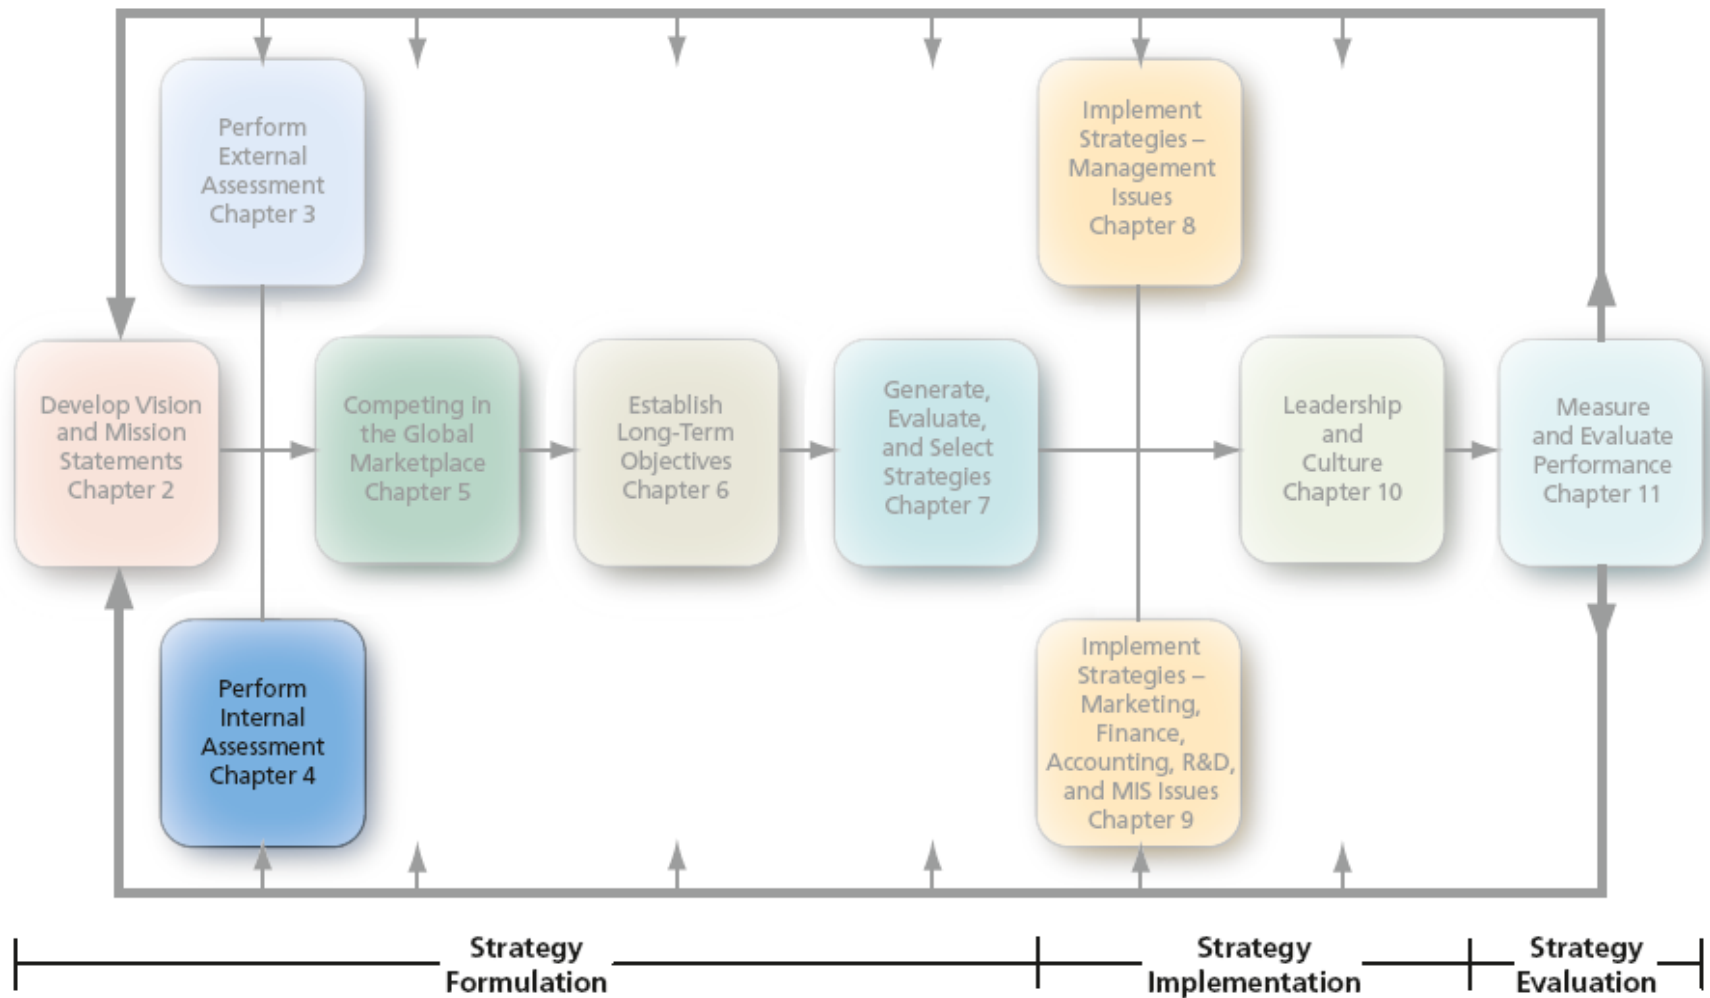 Perform
External
Assessment
Chapter 3
Implement
Strategies –
Management
Issues
Chapter 8
Develop Vision
and Mission
Statements
Chapter 2
Competing in
the Global
Marketplace
Chapter 5
Establish
Long-Term
Objectives
Chapter 6
Generate,
Evaluate,
and Select
Strategies
Chapter 7
Leadership
and
Culture
Chapter 10
Measure
and Evaluate
Performance
Chapter 11
Perform
Internal
Assessment
Chapter 4
Implement
Strategies –
Marketing,
Finance,
Accounting, R&D,
and MIS Issues
Chapter 9
Strategy
Formulation
Strategy
Implementation
Strategy
Evaluation